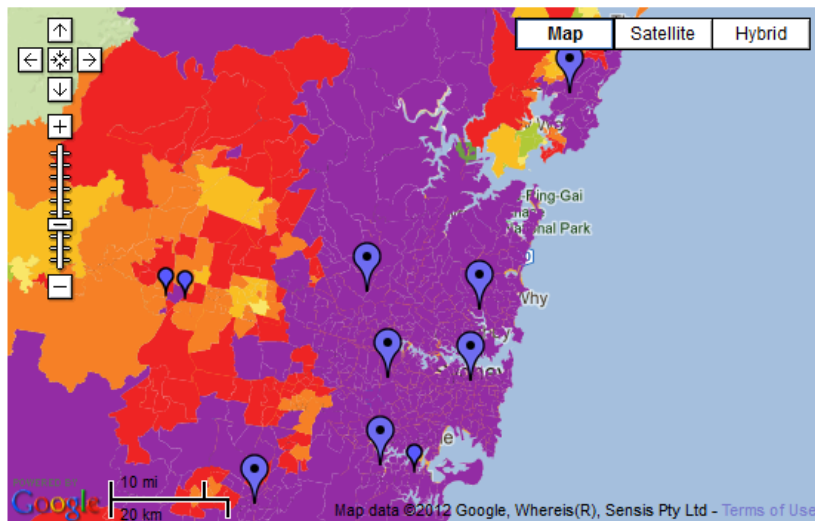 Map Satellite Hybrid
-Ring-Gai
National Park
Why
Sydney
POWERED BY
Google
10 mi
20 km
Map data ©2012 Google, Whereis(R), Sensis Pty Ltd - Terms of Use